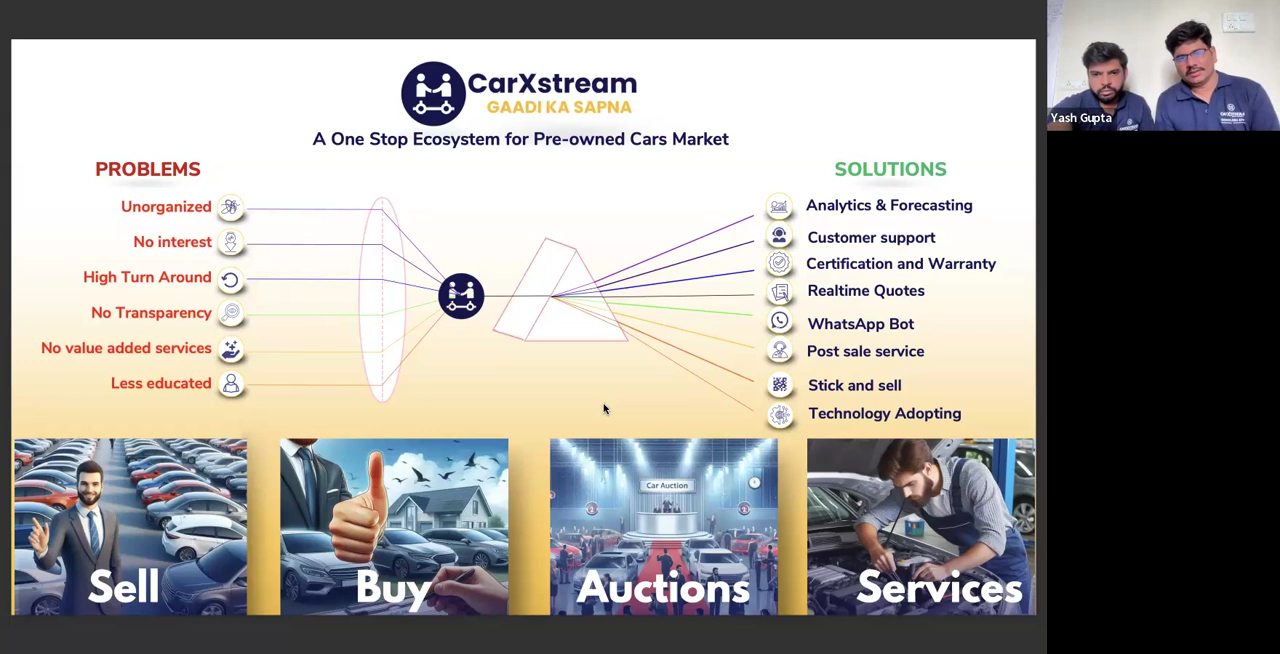 CarXstream
GAADI KA SAPNA
A One Stop Ecosystem for Pre-owned Cars Market
PROBLEMS
Unorganized
No interest
High Turn Around
No Transparency
No value added services
Less educated
SOLUTIONS
Analytics & Forecasting
Customer support
Certification and Warranty
Realtime Quotes
WhatsApp Bot
Post sale service
Stick and sell
Technology Adopting
Car Auction
Sell
Buy
Auctions
Services
Yash Gupta